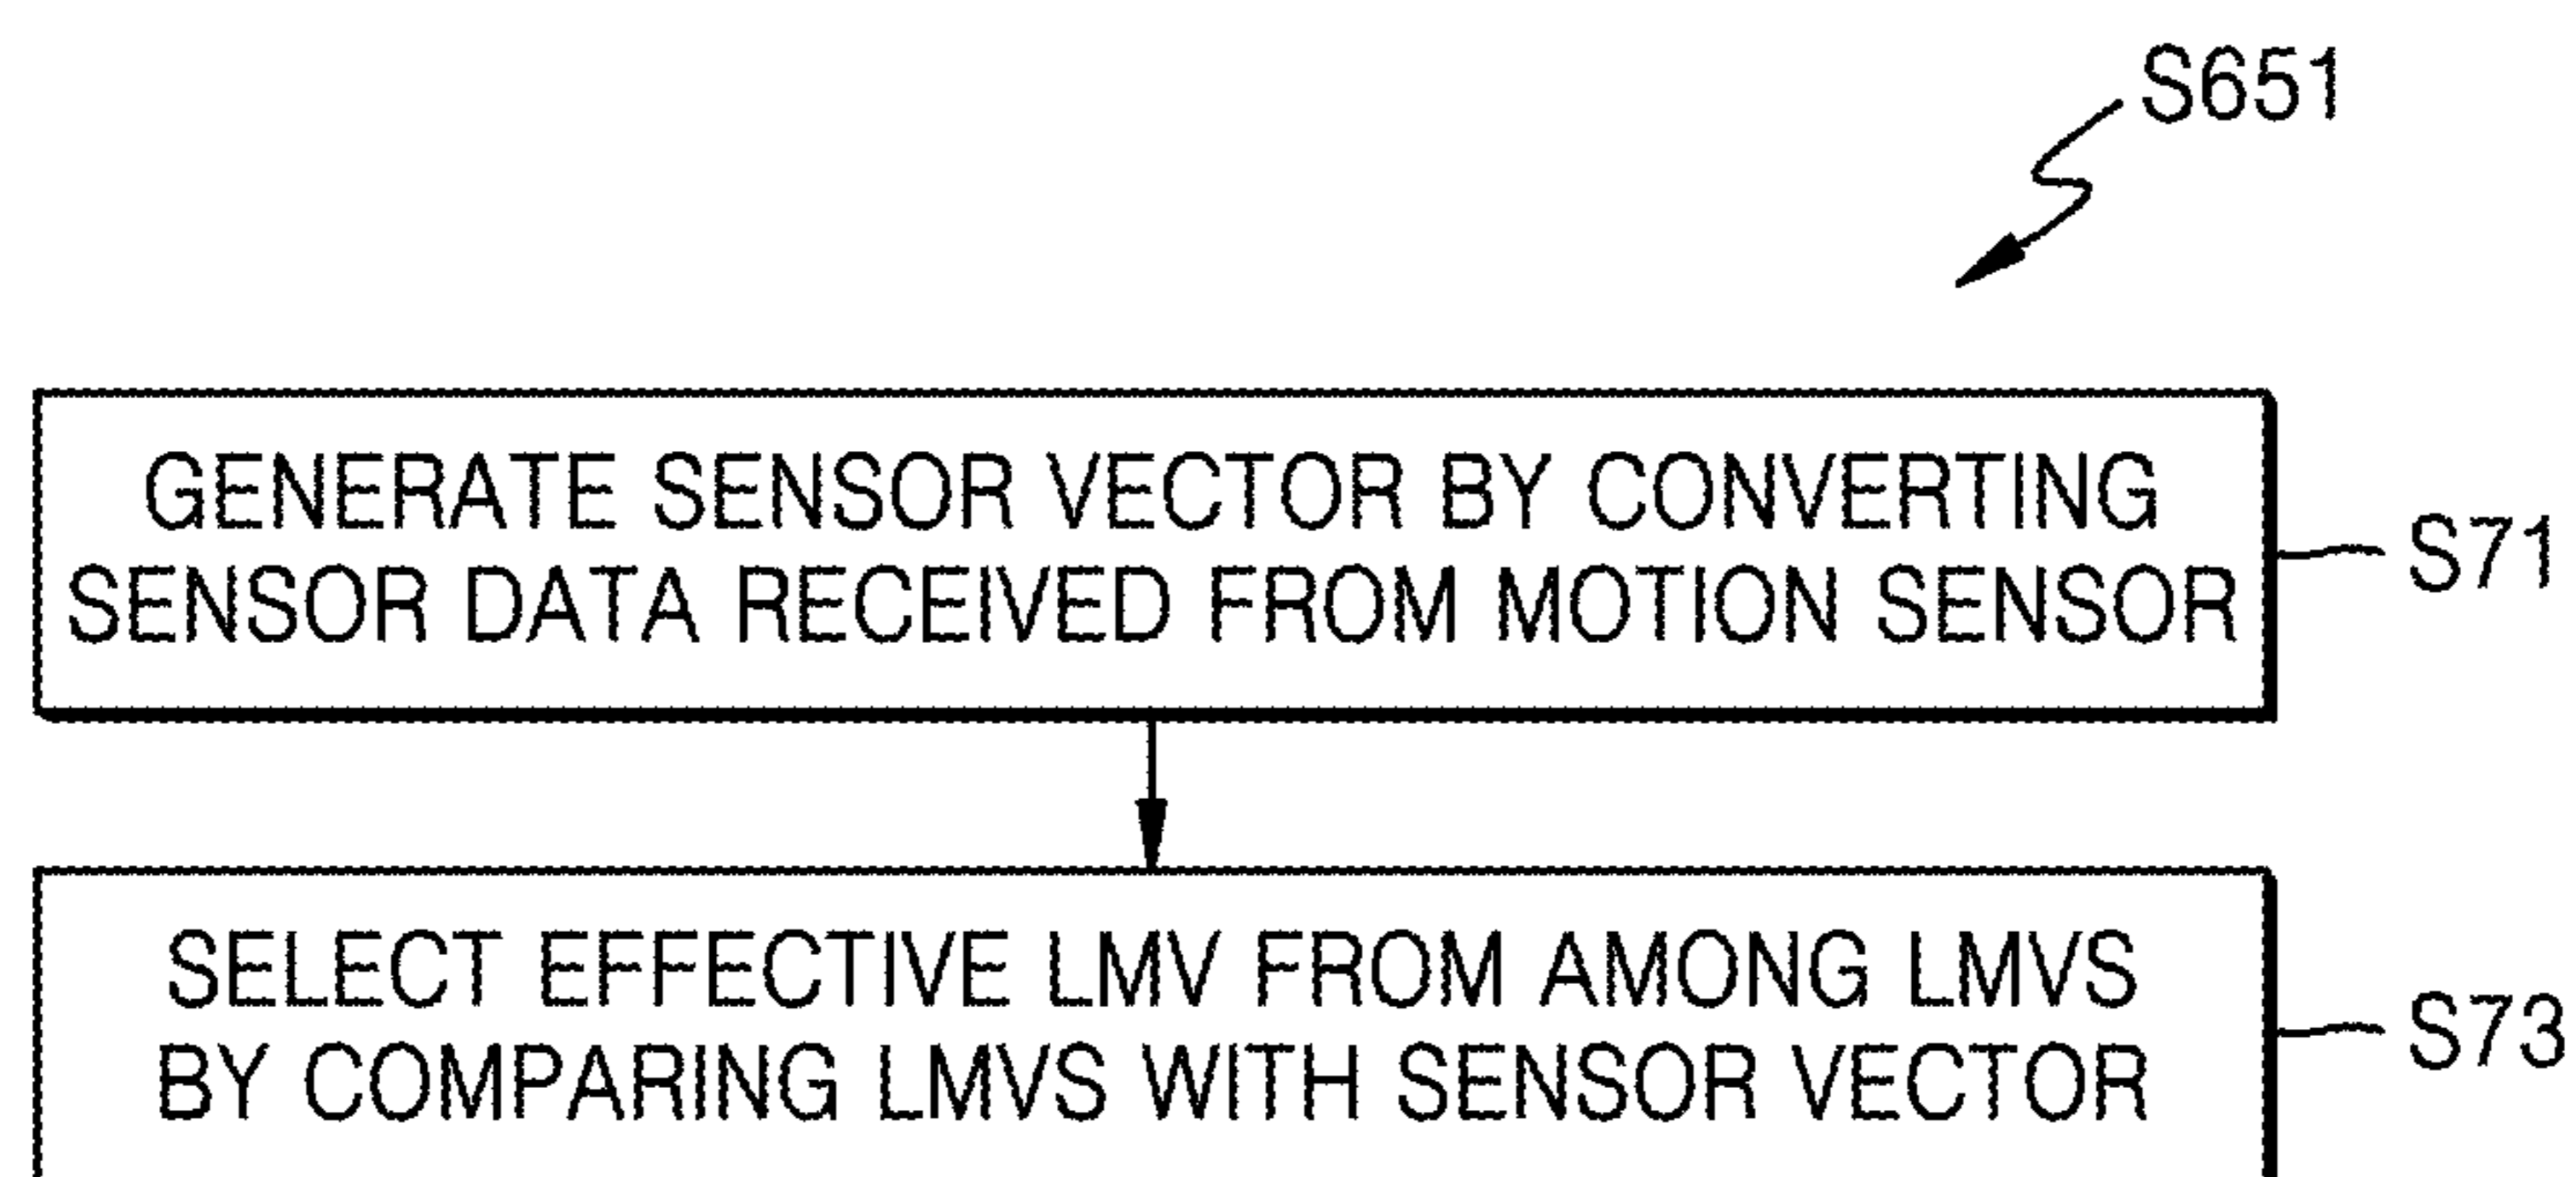 S651
GENERATE SENSOR VECTOR BY CONVERTING
SENSOR DATA RECEIVED FROM MOTION SENSOR
S71
SELECT EFFECTIVE LMV FROM AMONG LMVS
BY COMPARING LMVS WITH SENSOR VECTOR
S73